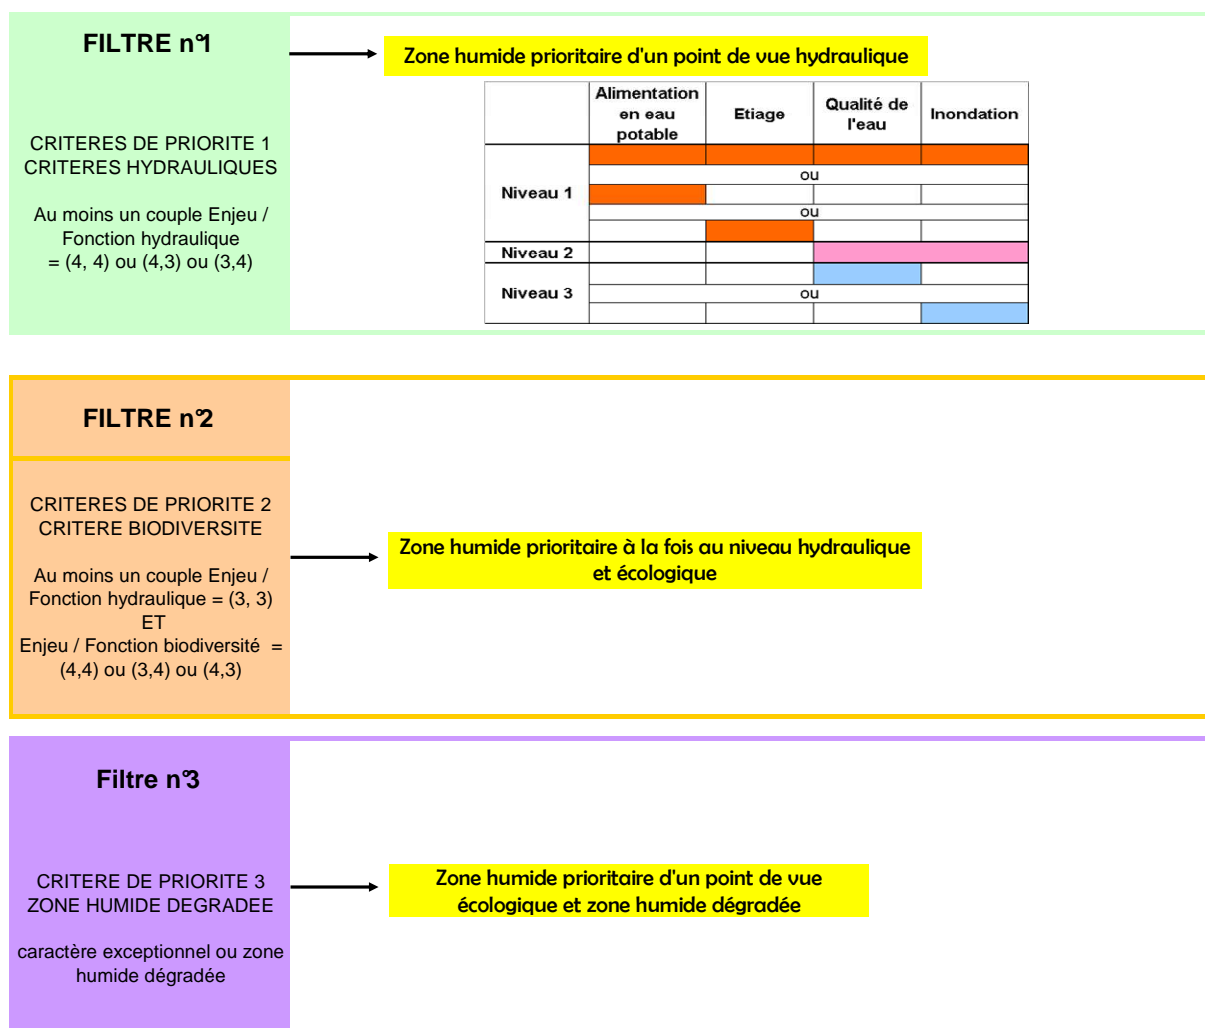 FILTRE n°1
Zone humide prioritaire d'un point de vue hydraulique
CRITERES DE PRIORITE 1
CRITERES HYDRAULIQUES
Au moins un couple Enjeu /
Fonction hydraulique
= (4, 4) ou (4,3) ou (3,4)
Alimentation
en eau
potable
Etiage
Qualité de
l'eau
Inondation
Niveau 1
ou
ou
Niveau 2
Niveau 3
ou
FILTRE n°2
CRITERES DE PRIORITE 2
CRITERE BIODIVERSITE
Au moins un couple Enjeu /
Fonction hydraulique = (3, 3)
ET
Enjeu / Fonction biodiversité =
(4,4) ou (3,4) ou (4,3)
Zone humide prioritaire à la fois au niveau hydraulique
et écologique
Filtre n°3
CRITERE DE PRIORITE 3
ZONE HUMIDE DEGRADEE
caractère exceptionnel ou zone
humide dégradée
Zone humide prioritaire d'un point de vue
écologique et zone humide dégradée